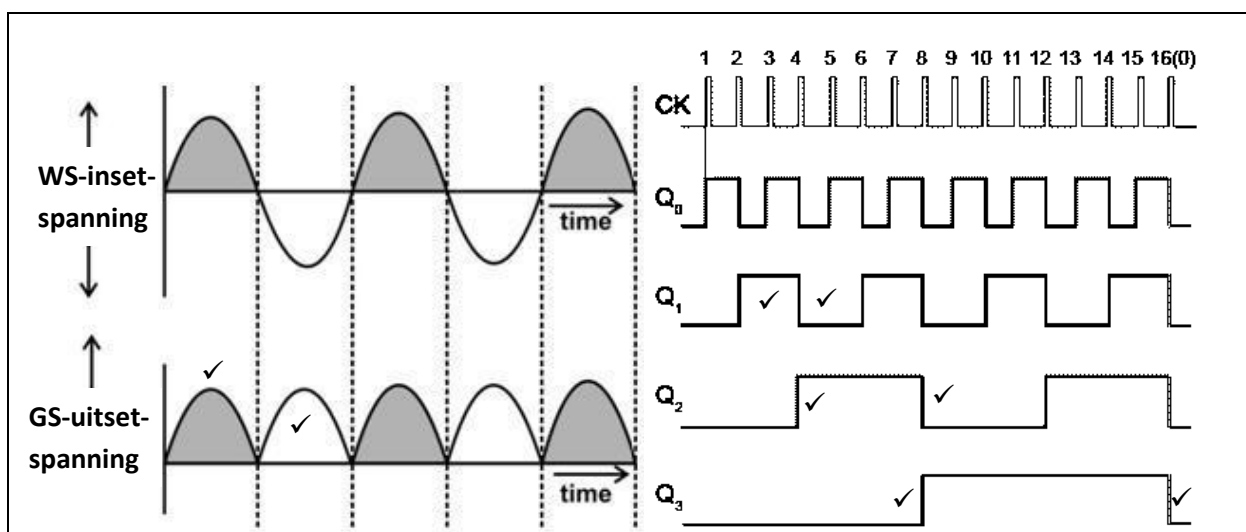 WS-inset-
spanning
time
GS-uitset-
spanning
time
1 2 3 4 5 6 7 8 9 10 11 12 13 14 15 16(0)
CK
Q₀
Q₁
✓ ✓
Q₂
✓ ✓
Q₃
✓ ✓
✓
✓